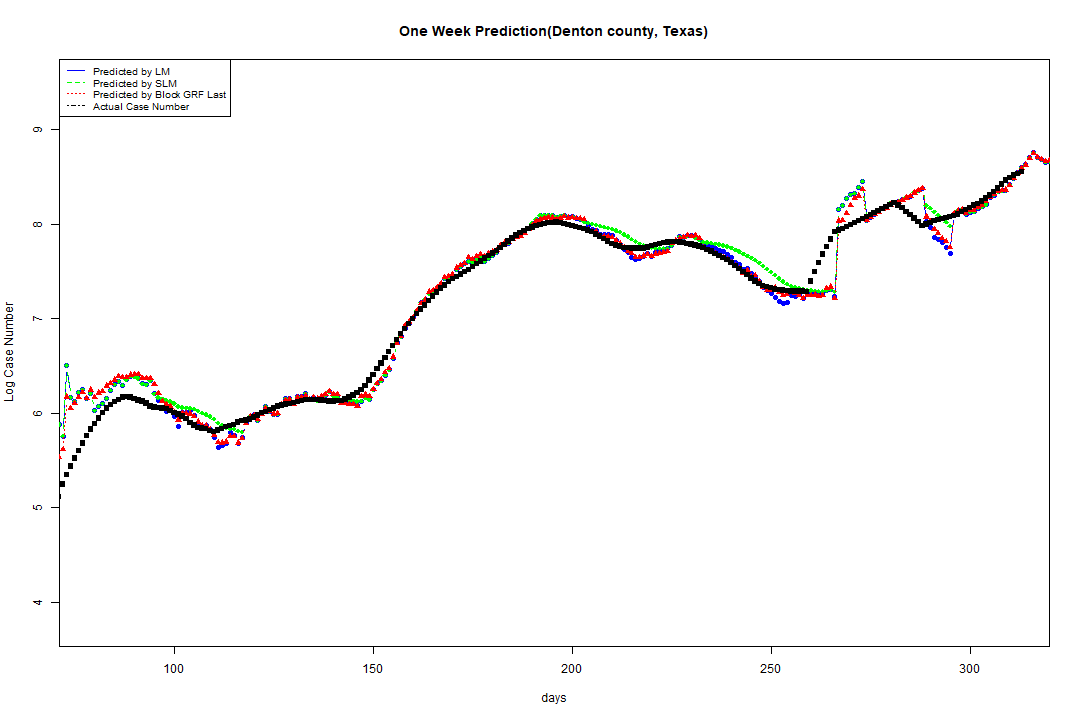 One Week Prediction(Denton county, Texas)
Predicted by LM
Predicted by SLM
Predicted by Block GRF Last
Actual Case Number
9
8
7
6
5
4
Log Case Number
100 150 200 250 300
days